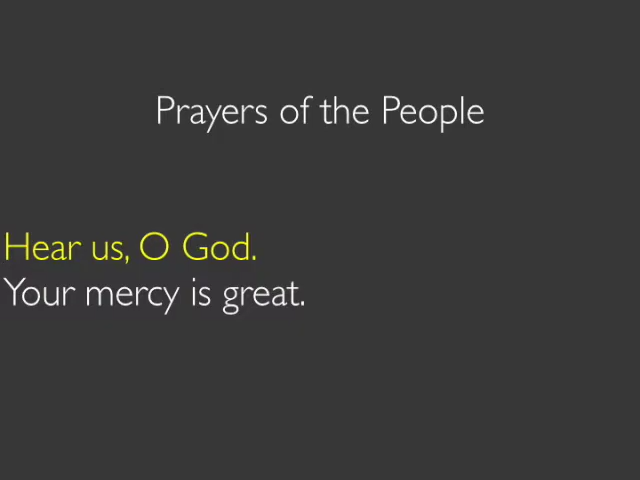 Prayers of the People
Hear us, O God.
Your mercy is great.